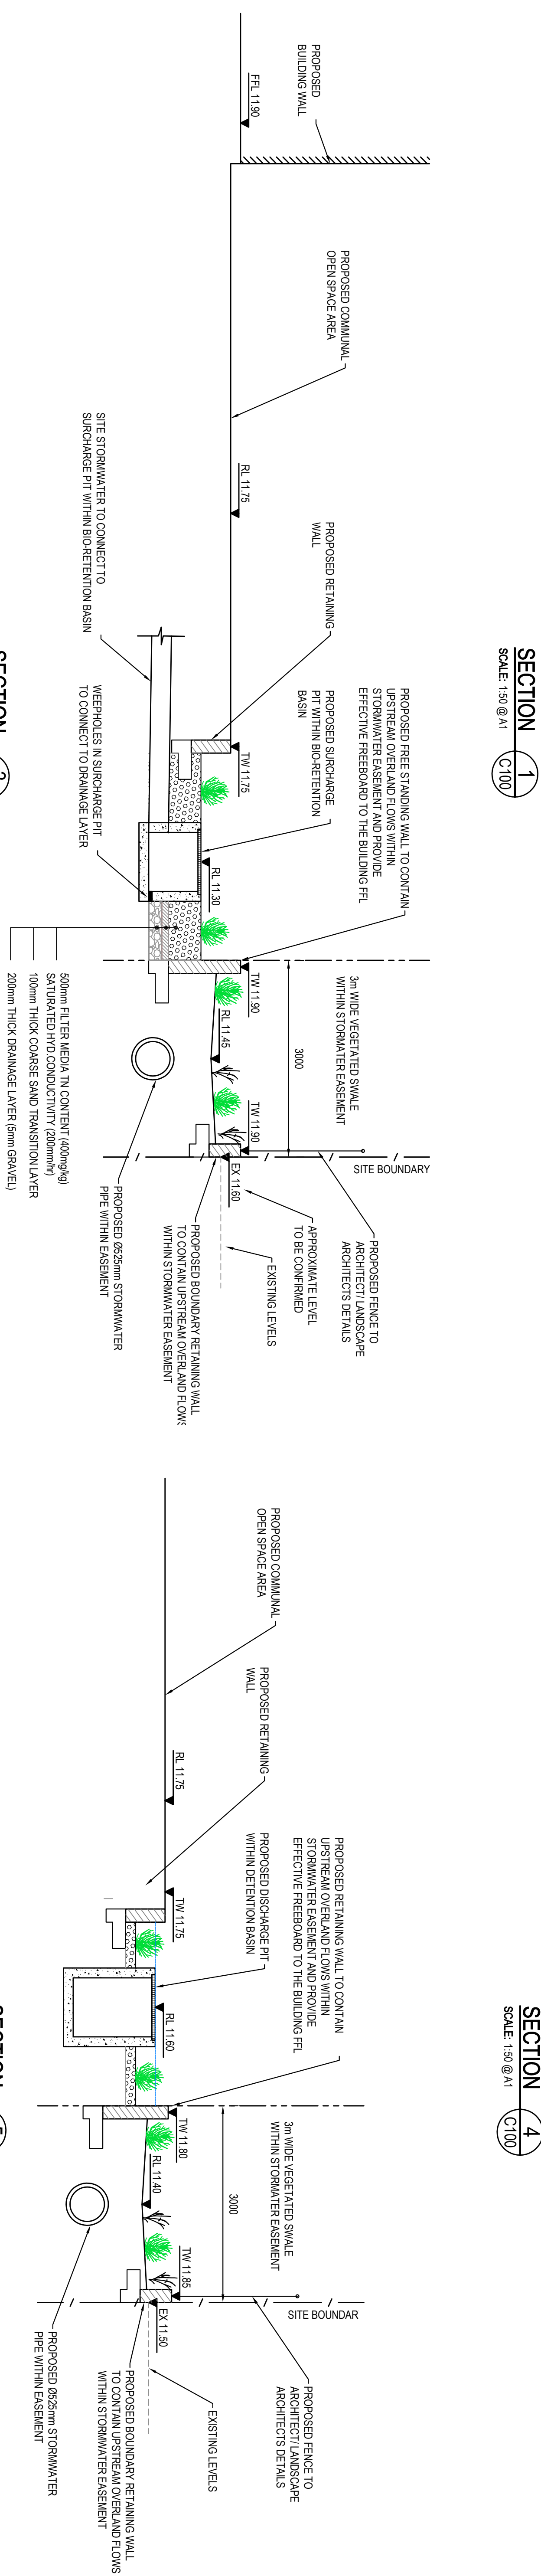 SECTION
SCALE: 1:50 @ A1
1
C100
PROPOSED
BUILDING WALL
FFL 11.90
PROPOSED COMMUNAL
OPEN SPACE AREA
RL 11.75
PROPOSED RETAINING
WALL
TW 11.75
PROPOSED SURCHARGE
PIT WITHIN BIO-RETENTION
BASIN
RL 11.30
PROPOSED FREE STANDING WALL TO CONTAIN
UPSTREAM OVERLAND FLOWS WITHIN
STORMWATER EASEMENT AND PROVIDE
EFFECTIVE FREEBOARD TO THE BUILDING FFL
TW 11.90
3m WIDE VEGETATED SWALE
WITHIN STORMATER EASEMENT
3000
RL 11.45
TW 11.90
SITE BOUNDARY
EX 11.60
PROPOSED FENCE TO
ARCHITECT/ LANDSCAPE
ARCHITECTS DETAILS
APPROXIMATE LEVEL
TO BE CONFIRMED
EXISTING LEVELS
PROPOSED BOUNDARY RETAINING WALL
TO CONTAIN UPSTREAM OVERLAND FLOWS
WITHIN STORMWATER EASEMENT
PROPOSED Ø525mm STORMWATER
PIPE WITHIN EASEMENT
SITE STORMWATER TO CONNECT TO
SURCHARGE PIT WITHIN BIO-RETENTION BASIN
WEEPHOLES IN SURCHARGE PIT
TO CONNECT TO DRAINAGE LAYER
500mm FILTER MEDIA TN CONTENT (400mg/kg)
SATURATED HYD.CONDUCTIVITY (200mm/hr)
100mm THICK COARSE SAND TRANSITION LAYER
200mm THICK DRAINAGE LAYER (5mm GRAVEL)
SECTION
SECTION
SCALE: 1:50 @ A1
4
C100
PROPOSED COMMUNAL
OPEN SPACE AREA
RL 11.75
PROPOSED RETAINING
WALL
TW 11.75
PROPOSED DISCHARGE PIT
WITHIN DETENTION BASIN
RL 11.60
PROPOSED RETAINING WALL TO CONTAIN
UPSTREAM OVERLAND FLOWS WITHIN
STORMWATER EASEMENT AND PROVIDE
EFFECTIVE FREEBOARD TO THE BUILDING FFL
TW 11.80
3m WIDE VEGETATED SWALE
WITHIN STORMATER EASEMENT
3000
RL 11.40
TW 11.85
SITE BOUNDAR
EX 11.50
PROPOSED FENCE TO
ARCHITECT/ LANDSCAPE
ARCHITECTS DETAILS
EXISTING LEVELS
PROPOSED BOUNDARY RETAINING WALL
TO CONTAIN UPSTREAM OVERLAND FLOWS
WITHIN STORMWATER EASEMENT
PROPOSED Ø525mm STORMWATER
PIPE WITHIN EASEMENT
SECTION